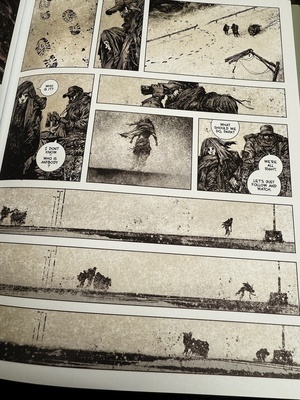 WHO
IS IT?
I DON'T
KNOW.
WHO IS
ANYBODY
?
WHAT
SHOULD WE
DO, PAPA?
WE'RE
ALL
RIGHT.
LET'S JUST
FOLLOW AND
WATCH.